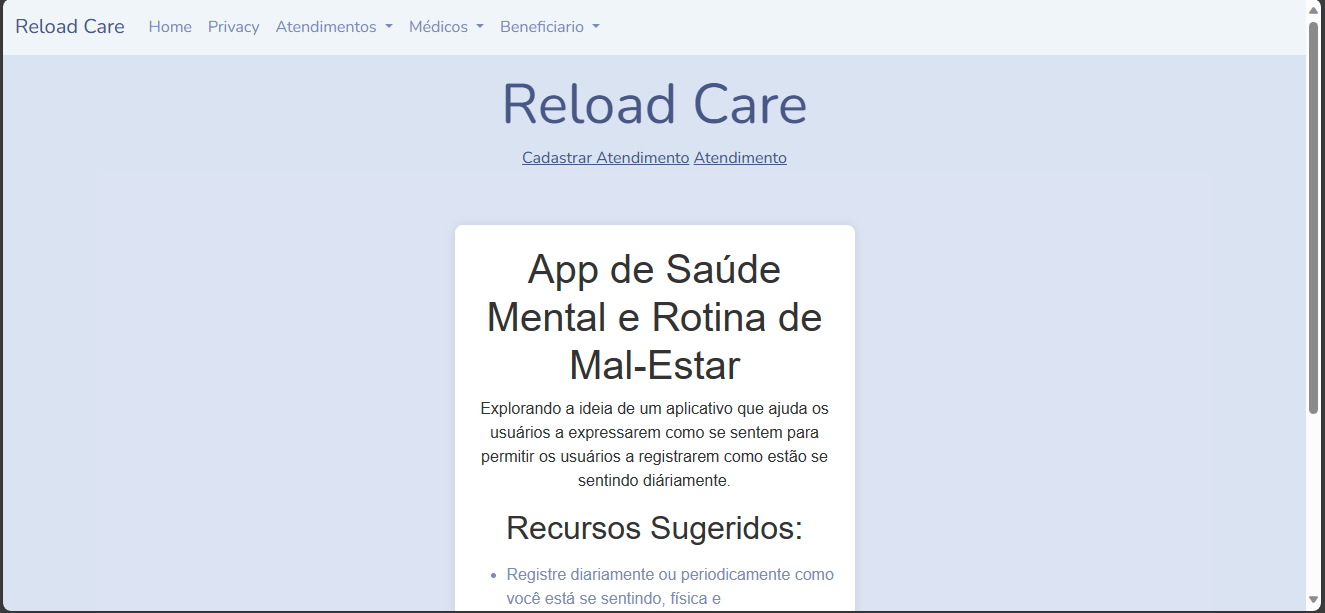 Reload Care Home Privacy Atendimentos Médicos Beneficiario
Reload Care
Cadastrar Atendimento Atendimento
App de Saúde
Mental e Rotina de
Mal-Estar
Explorando a ideia de um aplicativo que ajuda os
usuários a expressarem como se sentem para
permitir os usuários a registrarem como estão se
sentindo diáriamente.
Recursos Sugeridos:
• Registre diariamente ou periodicamente como
você está se sentindo, física e